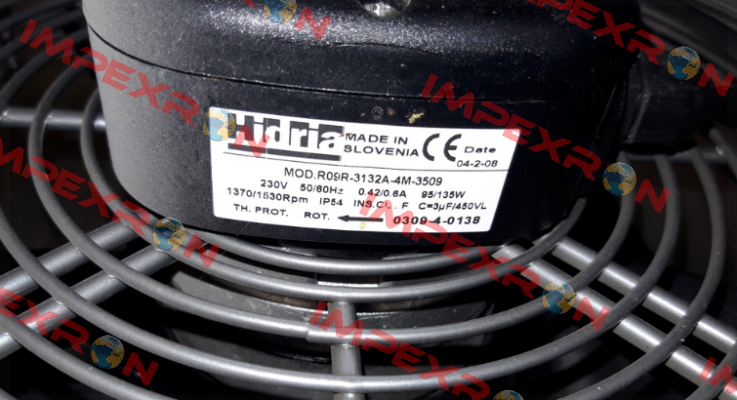 Hidria MADE IN SLOVENIA CE Date 04-2-08
MOD.R09R-3132A-4M-3509
230V 50/60Hz 0.42/0.6A 95/135W
1370/1530Rpm IP54 INS.CL. F C=3µF/450VL
TH. PROT. ROT. ← 0309-4-0138
IMPEXRON
IMPEXRON
IMPEXRON
IMPEXRON
IMPEXRON
IMPEXRON